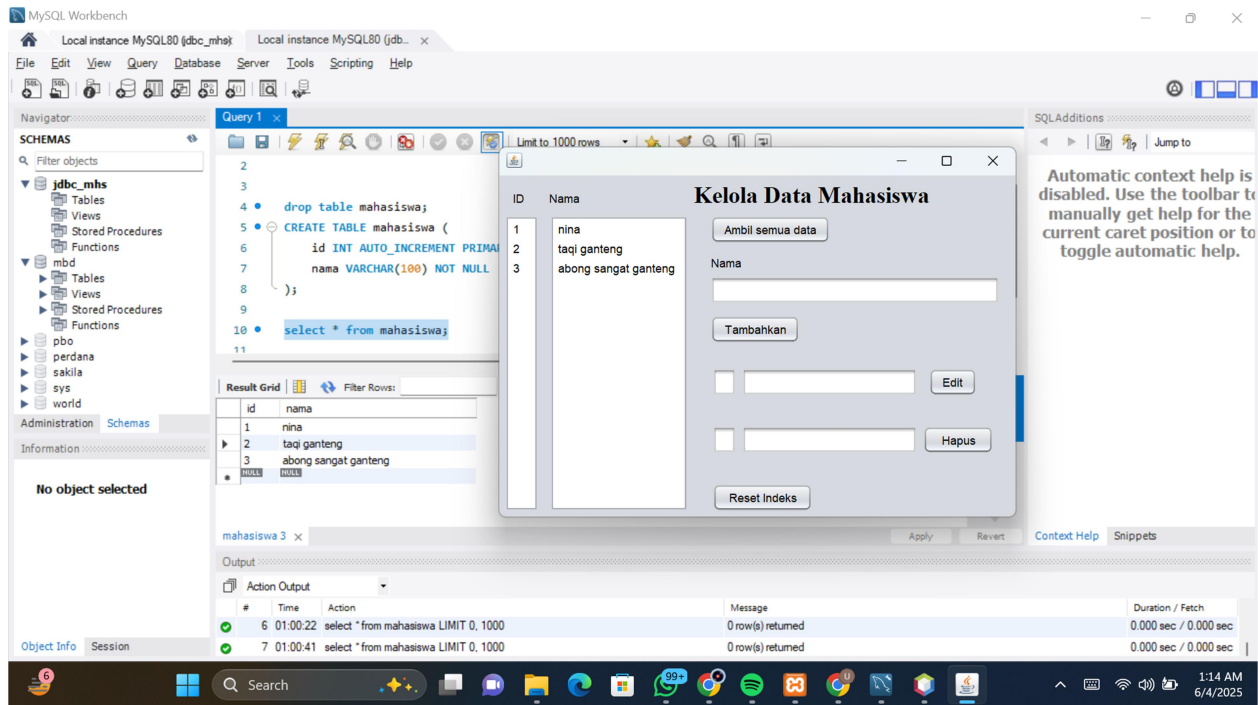 MySQL Workbench
Local instance MySQL80 (jdbc_mhs) Local instance MySQL80 (jdb...
File Edit View Query Database Server Tools Scripting Help
Navigator
SCHEMAS
Filter objects
jdbc_mhs
Tables
Views
Stored Procedures
Functions
mbd
Tables
Views
Stored Procedures
Functions
pbo
perdana
sakila
sys
world
Administration Schemas
Information
No object selected
Object Info Session
Query 1
Limit to 1000 rows
2
3
4 drop table mahasiswa;
5 CREATE TABLE mahasiswa (
6 id INT AUTO_INCREMENT PRIMA
7 nama VARCHAR(100) NOT NULL
8 );
9
10 select * from mahasiswa;
11
Result Grid Filter Rows:
id nama
1 nina
2 taqi ganteng
3 abong sangat ganteng
NULL NULL
mahasiswa 3
Apply Revert
Kelola Data Mahasiswa
ID Nama
1 nina
2 taqi ganteng
3 abong sangat ganteng
Ambil semua data
Nama
Tambahkan
Edit
Hapus
Reset Indeks
SQLAdditions
Jump to
Automatic context help is
disabled. Use the toolbar to
manually get help for the
current caret position or to
toggle automatic help.
Context Help Snippets
Output
Action Output
# Time Action Message Duration / Fetch
6 01:00:22 select * from mahasiswa LIMIT 0, 1000 0 row(s) returned 0.000 sec / 0.000 sec
7 01:00:41 select * from mahasiswa LIMIT 0, 1000 0 row(s) returned 0.000 sec / 0.000 sec
6
Search
99+
U
1:14 AM
6/4/2025